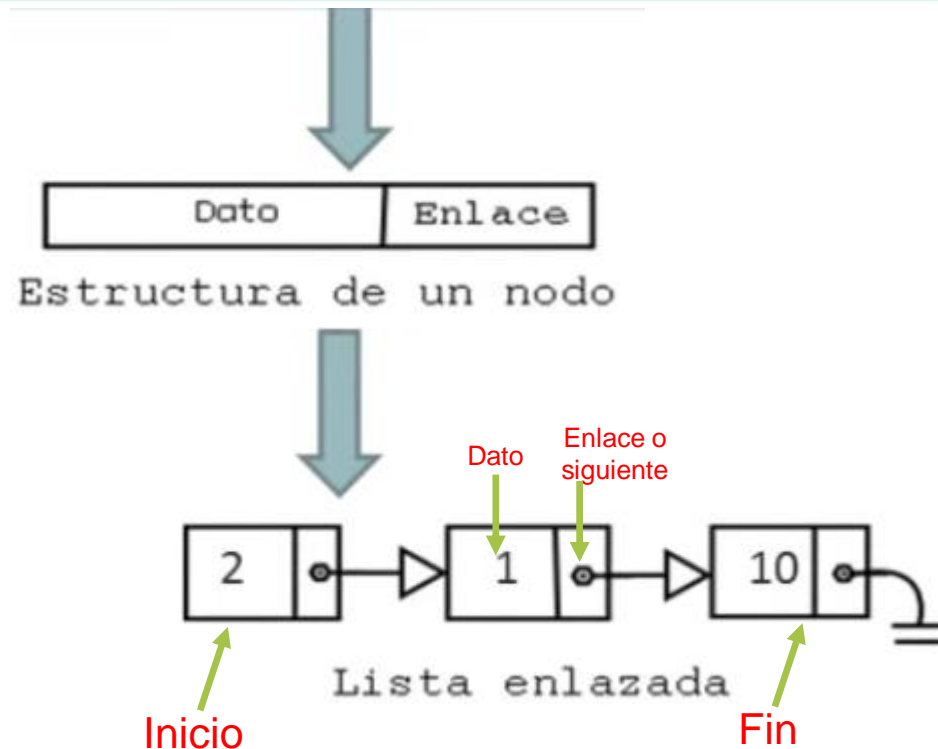 Dato Enlace
Estructura de un nodo
Dato
Enlace o
siguiente
2 1 10
Lista enlazada
Inicio
Fin